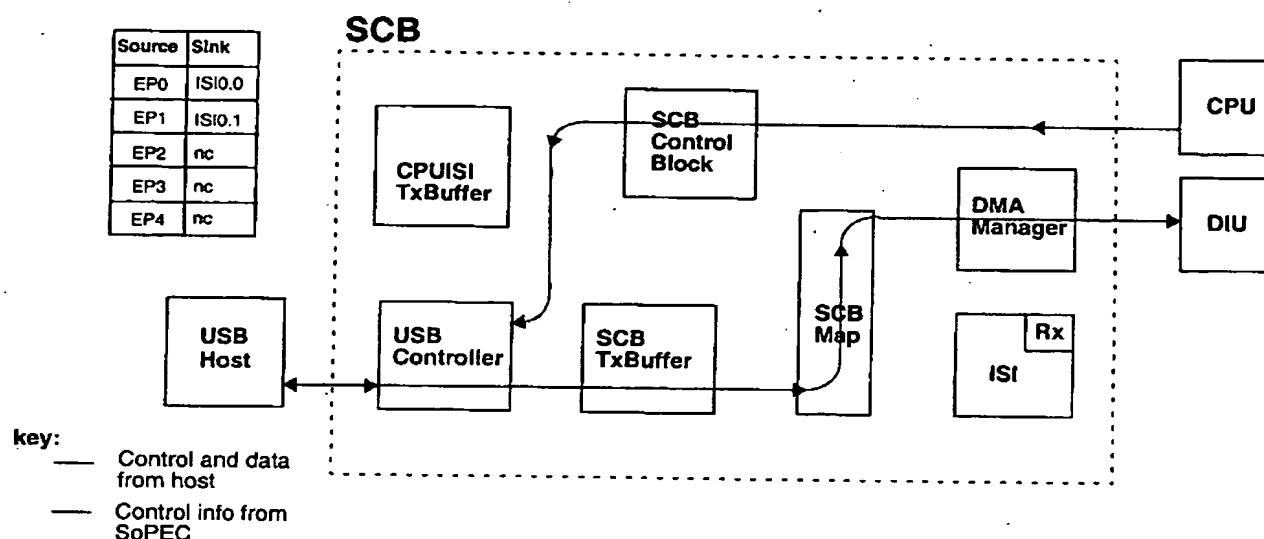 SCB
Source Sink
EP0 ISI0.0
EP1 ISI0.1
EP2 nc
EP3 nc
EP4 nc
CPUISI
TxBuffer
SCB
Control
Block
CPU
DMA
Manager
DIU
USB
Host
USB
Controller
SCB
TxBuffer
SCB
Map
Rx
ISI
key:
Control and data
from host
Control info from
SoPEC